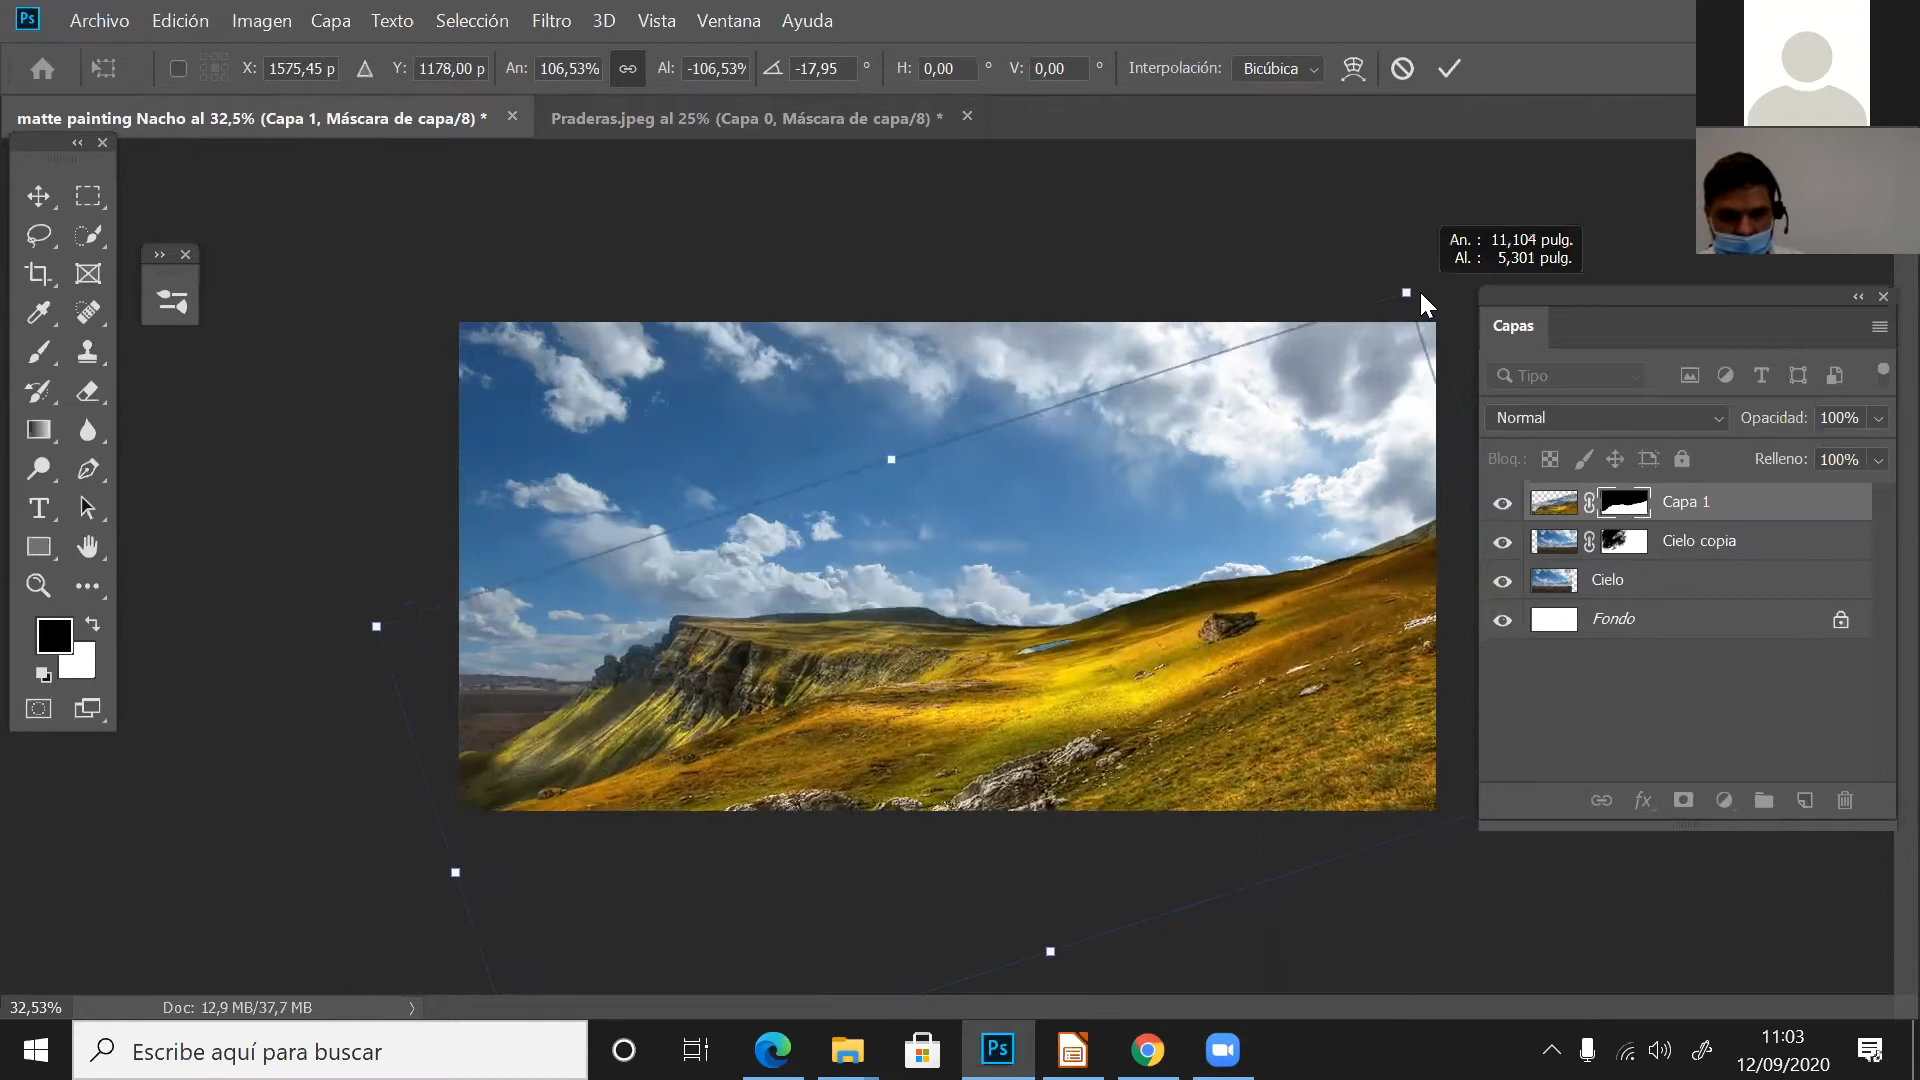 Ps Archivo Edición Imagen Capa Texto Selección Filtro 3D Vista Ventana Ayuda
X: 1575,45 p Y: 1178,00 p An: 106,53% Al: -106,53% -17,95 ° H: 0,00 ° V: 0,00 ° Interpolación: Bicúbica
matte painting Nacho al 32,5% (Capa 1, Máscara de capa/8) *
Praderas.jpeg al 25% (Capa 0, Máscara de capa/8) *
An. : 11,104 pulg.
Al. : 5,301 pulg.
Capas
Tipo
Normal Opacidad: 100%
Bloq.: Relleno: 100%
Capa 1
Cielo copia
Cielo
Fondo
32,53% Doc: 12,9 MB/37,7 MB
Escribe aquí para buscar
Ps
11:03
12/09/2020